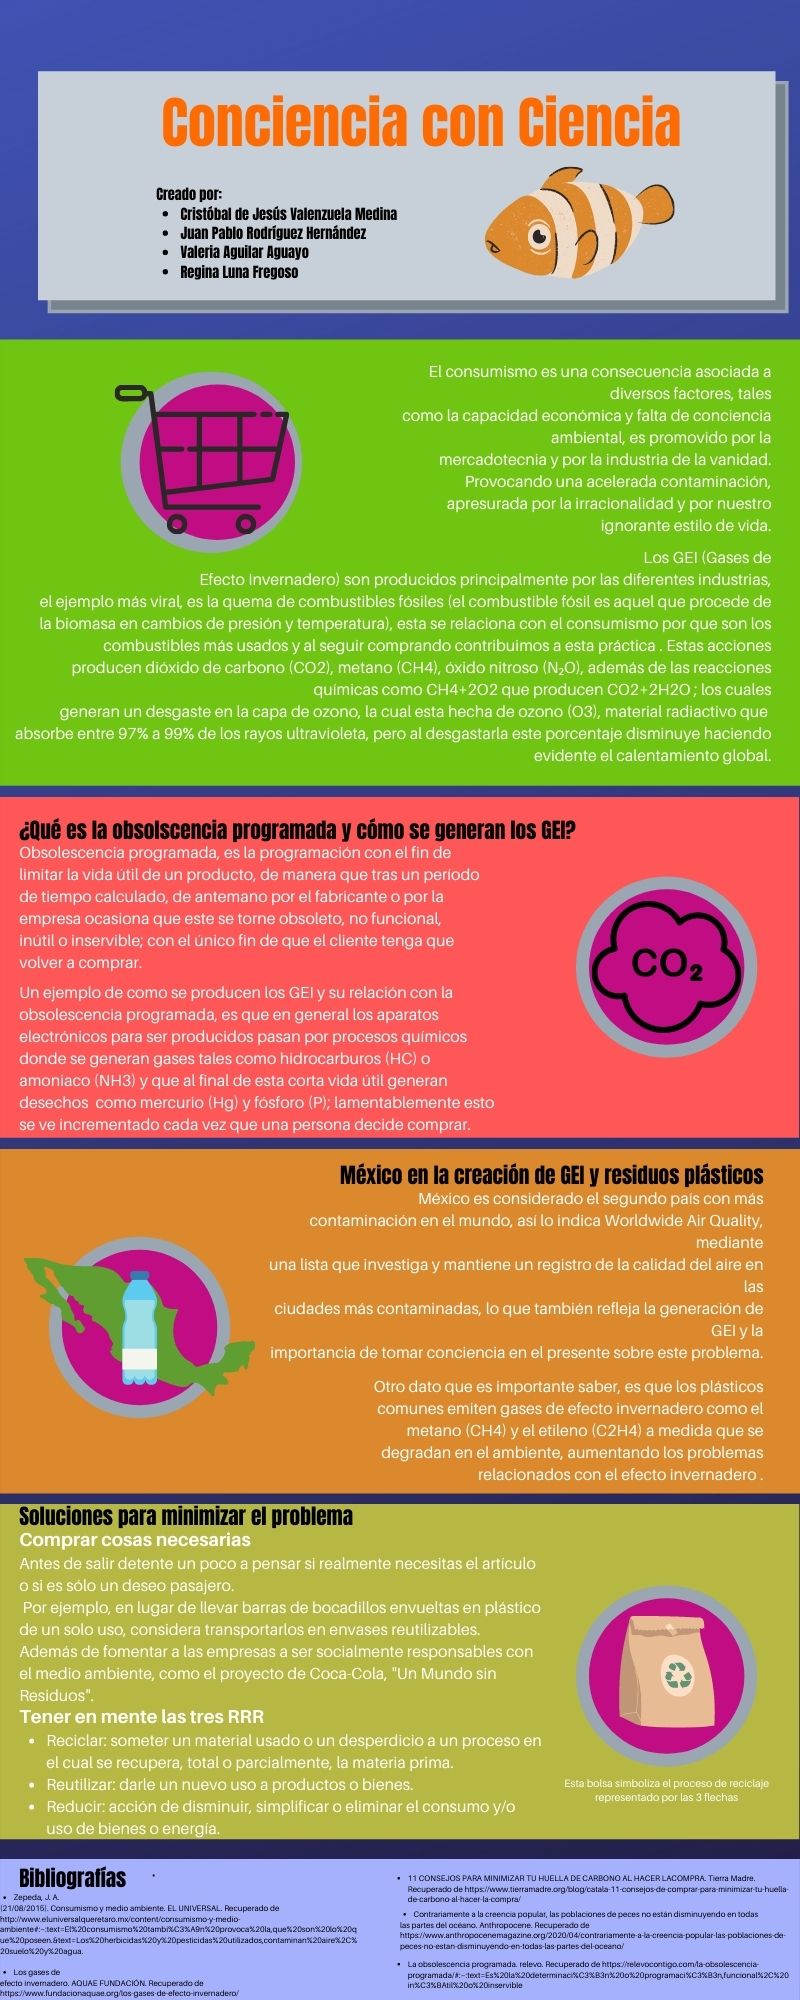 Conciencia con Ciencia
Creado por:
• Cristóbal de Jesús Valenzuela Medina
• Juan Pablo Rodríguez Hernández
• Valeria Aguilar Aguayo
• Regina Luna Fregoso
El consumismo es una consecuencia asociada a
diversos factores, tales
como la capacidad económica y falta de conciencia
ambiental, es promovido por la
mercadotecnia y por la industria de la vanidad.
Provocando una acelerada contaminación,
apresurada por la irracionalidad y por nuestro
ignorante estilo de vida.
Los GEI (Gases de
Efecto Invernadero) son producidos principalmente por las diferentes industrias,
el ejemplo más viral, es la quema de combustibles fósiles (el combustible fósil es aquel que procede de
la biomasa en cambios de presión y temperatura), esta se relaciona con el consumismo por que son los
combustibles más usados y al seguir comprando contribuimos a esta práctica . Estas acciones
producen dióxido de carbono (CO2), metano (CH4), óxido nitroso (N₂O), además de las reacciones
químicas como CH4+2O2 que producen CO2+2H2O ; los cuales
generan un desgaste en la capa de ozono, la cual esta hecha de ozono (O3), material radiactivo que
absorbe entre 97% a 99% de los rayos ultravioleta, pero al desgastarla este porcentaje disminuye haciendo
evidente el calentamiento global.
¿Qué es la obsolscencia programada y cómo se generan los GEI?
Obsolescencia programada, es la programación con el fin de
limitar la vida útil de un producto, de manera que tras un período
de tiempo calculado, de antemano por el fabricante o por la
empresa ocasiona que este se torne obsoleto, no funcional,
inútil o inservible; con el único fin de que el cliente tenga que
volver a comprar.
Un ejemplo de como se producen los GEI y su relación con la
obsolescencia programada, es que en general los aparatos
electrónicos para ser producidos pasan por procesos químicos
donde se generan gases tales como hidrocarburos (HC) o
amoniaco (NH3) y que al final de esta corta vida útil generan
desechos como mercurio (Hg) y fósforo (P); lamentablemente esto
se ve incrementado cada vez que una persona decide comprar.
CO₂
México en la creación de GEI y residuos plásticos
México es considerado el segundo país con más
contaminación en el mundo, así lo indica Worldwide Air Quality,
mediante
una lista que investiga y mantiene un registro de la calidad del aire en
las
ciudades más contaminadas, lo que también refleja la generación de
GEI y la
importancia de tomar conciencia en el presente sobre este problema.
Otro dato que es importante saber, es que los plásticos
comunes emiten gases de efecto invernadero como el
metano (CH4) y el etileno (C2H4) a medida que se
degradan en el ambiente, aumentando los problemas
relacionados con el efecto invernadero .
Soluciones para minimizar el problema
Comprar cosas necesarias
Antes de salir detente un poco a pensar si realmente necesitas el artículo
o si es sólo un deseo pasajero.
Por ejemplo, en lugar de llevar barras de bocadillos envueltas en plástico
de un solo uso, considera transportarlos en envases reutilizables.
Además de fomentar a las empresas a ser socialmente responsables con
el medio ambiente, como el proyecto de Coca-Cola, "Un Mundo sin
Residuos".
Tener en mente las tres RRR
• Reciclar: someter un material usado o un desperdicio a un proceso en
el cual se recupera, total o parcialmente, la materia prima.
• Reutilizar: darle un nuevo uso a productos o bienes.
• Reducir: acción de disminuir, simplificar o eliminar el consumo y/o
uso de bienes o energía.
Esta bolsa simboliza el proceso de reciclaje
representado por las 3 flechas
Bibliografías
• Zepeda, J. A.
(21/08/2015). Consumismo y medio ambiente. EL UNIVERSAL. Recuperado de
http://www.eluniversalqueretaro.mx/content/consumismo-y-medio-
ambiente#:~:text=El%20consumismo%20tambi%C3%A9n%20provoca%20la,que%20son%20lo%20q
ue%20poseen.&text=Los%20herbicidas%20y%20pesticidas%20utilizados,contaminan%20aire%2C%
20suelo%20y%20agua.
• Los gases de
efecto invernadero. AQUAE FUNDACIÓN. Recuperado de
https://www.fundacionaquae.org/los-gases-de-efecto-invernadero/
• 11 CONSEJOS PARA MINIMIZAR TU HUELLA DE CARBONO AL HACER LACOMPRA. Tierra Madre.
Recuperado de https://www.tierramadre.org/blog/catala-11-consejos-de-comprar-para-minimizar-tu-huella-
de-carbono-al-hacer-la-compra/
• Contrariamente a la creencia popular, las poblaciones de peces no están disminuyendo en todas
las partes del océano. Anthropocene. Recuperado de
https://www.anthropocenemagazine.org/2020/04/contrariamente-a-la-creencia-popular-las-poblaciones-de-
peces-no-estan-disminuyendo-en-todas-las-partes-del-oceano/
• La obsolescencia programada. relevo. Recuperado de https://relevocontigo.com/la-obsolescencia-
programada/#:~:text=Es%20la%20determinaci%C3%B3n%20o%20programaci%C3%B3n,funcional%2C%20
in%C3%BAtil%20o%20inservible